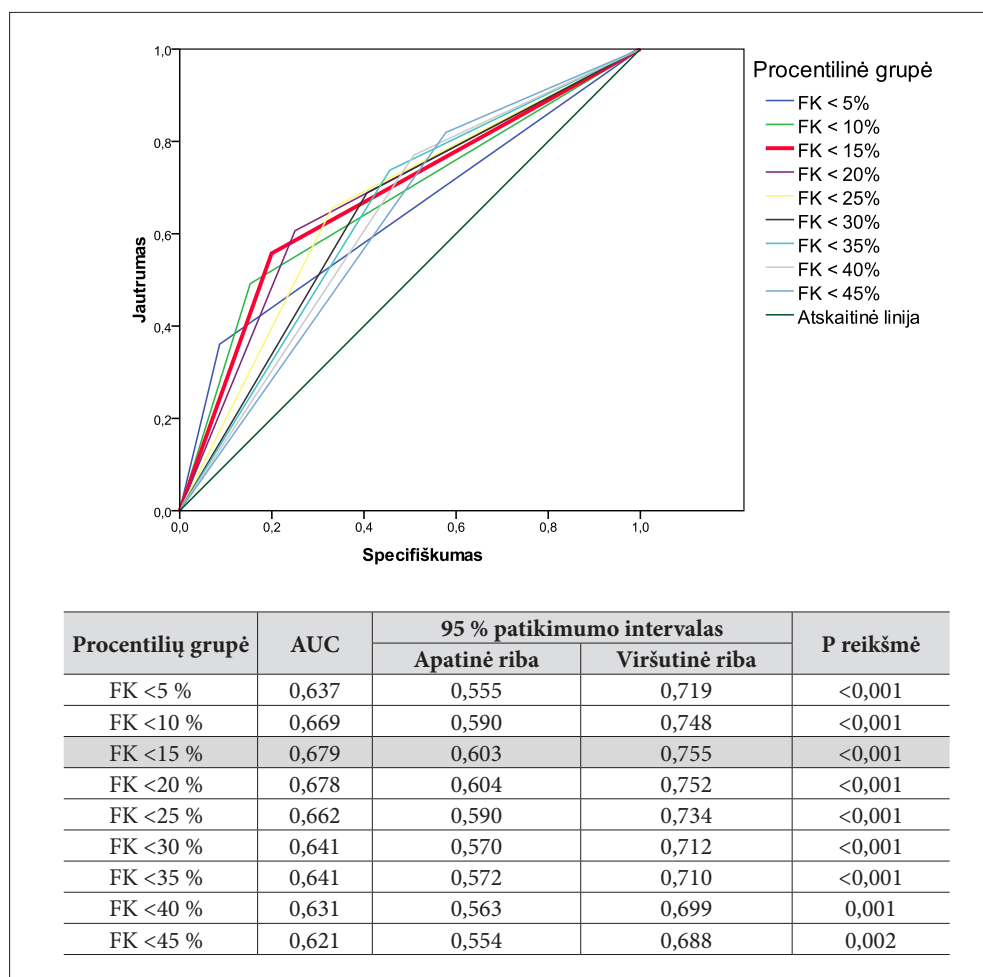 Procentilinė grupė
FK < 5%
FK < 10%
FK < 15%
FK < 20%
FK < 25%
FK < 30%
FK < 35%
FK < 40%
FK < 45%
Atskaitinė linija
Jautrumas
1,0
0,8
0,6
0,4
0,2
0,0
0,0 0,2 0,4 0,6 0,8 1,0
Specifiškumas
Procentilių grupė AUC 95 % patikimumo intervalas P reikšmė
Apatinė riba Viršutinė riba
FK <5 % 0,637 0,555 0,719 <0,001
FK <10 % 0,669 0,590 0,748 <0,001
FK <15 % 0,679 0,603 0,755 <0,001
FK <20 % 0,678 0,604 0,752 <0,001
FK <25 % 0,662 0,590 0,734 <0,001
FK <30 % 0,641 0,570 0,712 <0,001
FK <35 % 0,641 0,572 0,710 <0,001
FK <40 % 0,631 0,563 0,699 0,001
FK <45 % 0,621 0,554 0,688 0,002